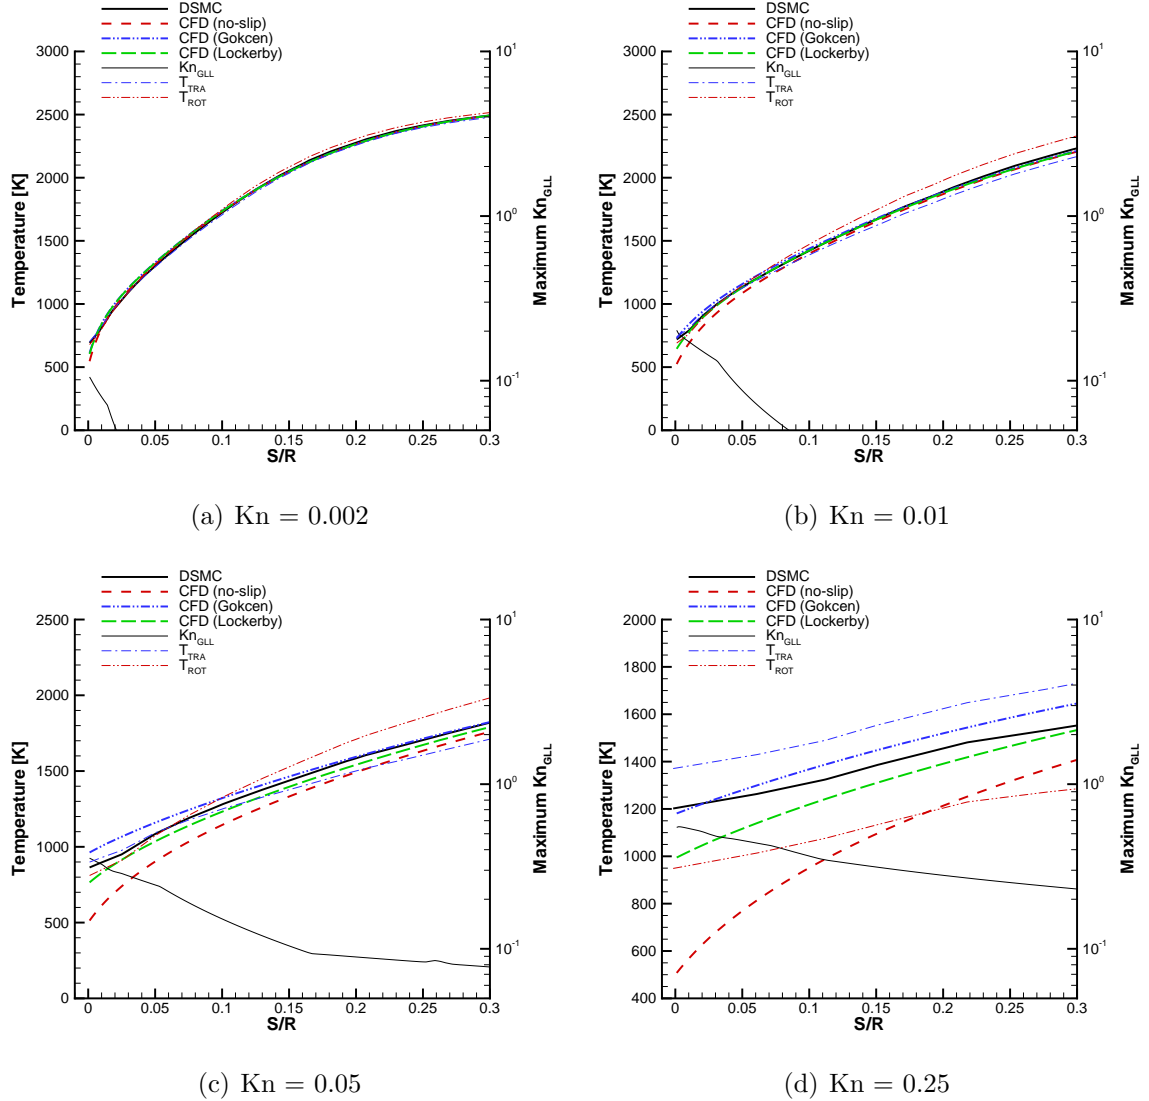 DSMC
CFD (no-slip)
CFD (Gokcen)
CFD (Lockerby)
Kn_GLL
T_TRA
T_ROT
3000
2500
2000
1500
1000
500
0
Temperature [K]
10^1
10^0
10^-1
Maximum Kn_GLL
0 0.05 0.1 0.15 0.2 0.25 0.3
S/R
(a) Kn = 0.002
DSMC
CFD (no-slip)
CFD (Gokcen)
CFD (Lockerby)
Kn_GLL
T_TRA
T_ROT
3000
2500
2000
1500
1000
500
0
Temperature [K]
10^1
10^0
10^-1
Maximum Kn_GLL
0 0.05 0.1 0.15 0.2 0.25 0.3
S/R
(b) Kn = 0.01
DSMC
CFD (no-slip)
CFD (Gokcen)
CFD (Lockerby)
Kn_GLL
T_TRA
T_ROT
2500
2000
1500
1000
500
0
Temperature [K]
10^1
10^0
10^-1
Maximum Kn_GLL
0 0.05 0.1 0.15 0.2 0.25 0.3
S/R
(c) Kn = 0.05
DSMC
CFD (no-slip)
CFD (Gokcen)
CFD (Lockerby)
Kn_GLL
T_TRA
T_ROT
2000
1800
1600
1400
1200
1000
800
600
400
Temperature [K]
10^1
10^0
10^-1
Maximum Kn_GLL
0 0.05 0.1 0.15 0.2 0.25 0.3
S/R
(d) Kn = 0.25